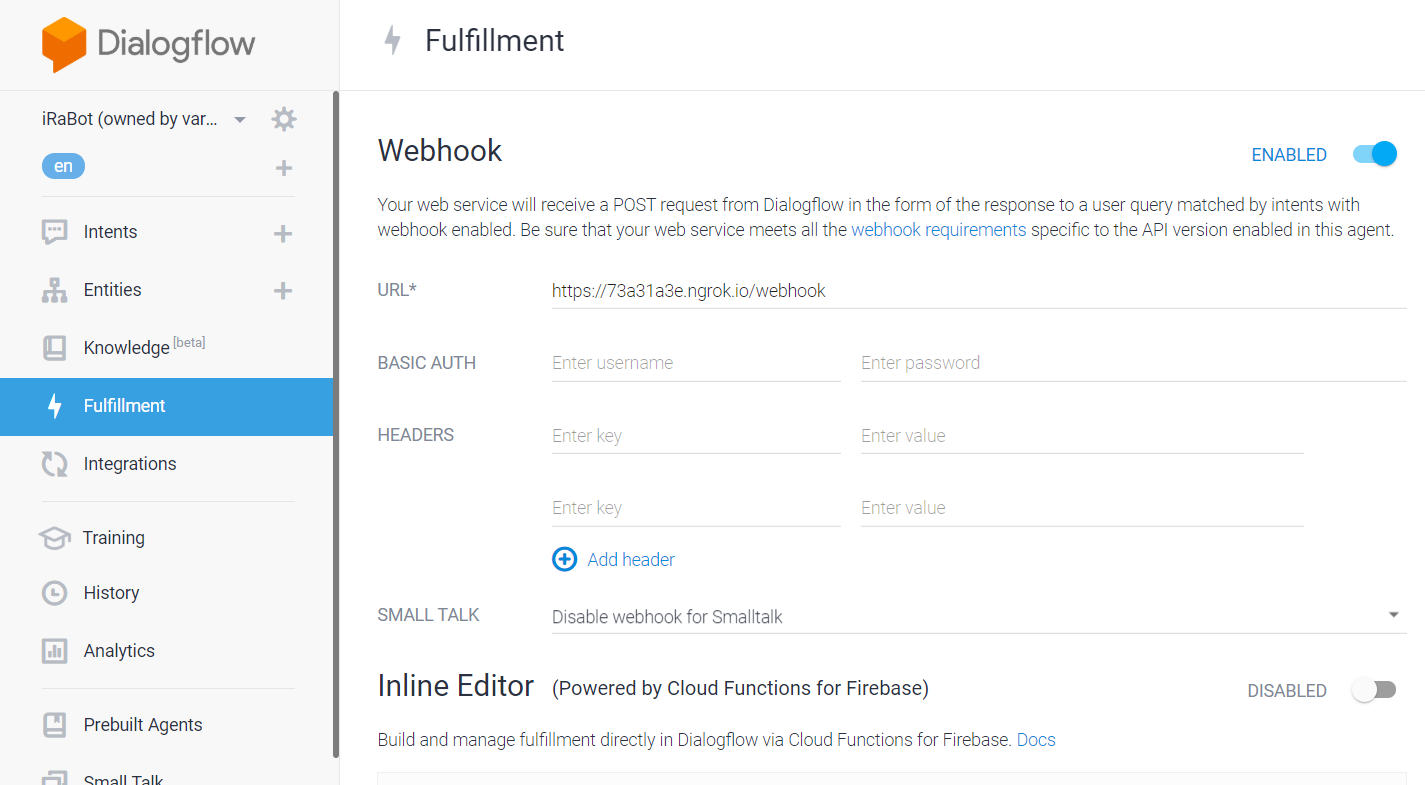 Dialogflow
iRaBot (owned by var...
en
Intents
Entities
Knowledge [beta]
Fulfillment
Integrations
Training
History
Analytics
Prebuilt Agents
Small Talk
Fulfillment
Webhook
ENABLED
Your web service will receive a POST request from Dialogflow in the form of the response to a user query matched by intents with
webhook enabled. Be sure that your web service meets all the webhook requirements specific to the API version enabled in this agent.
URL* https://73a31a3e.ngrok.io/webhook
BASIC AUTH Enter username Enter password
HEADERS Enter key Enter value
Enter key Enter value
Add header
SMALL TALK Disable webhook for Smalltalk
Inline Editor (Powered by Cloud Functions for Firebase) DISABLED
Build and manage fulfillment directly in Dialogflow via Cloud Functions for Firebase. Docs